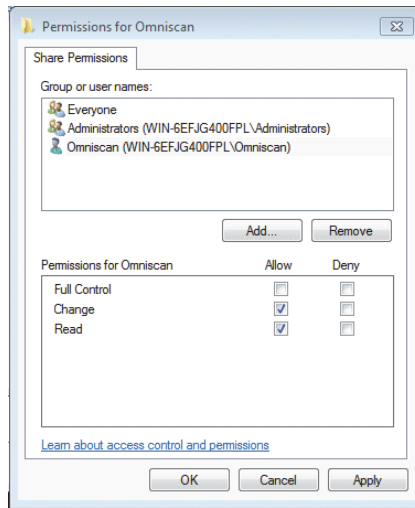 Permissions for Omniscan
Share Permissions
Group or user names:
Everyone
Administrators (WIN-6EFJG400FPL\Administrators)
Omniscan (WIN-6EFJG400FPL\Omniscan)
Add... Remove
Permissions for Omniscan Allow Deny
Full Control
Change
Read
Learn about access control and permissions
OK Cancel Apply